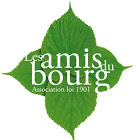 Les amis du
bourg
Association loi 1901